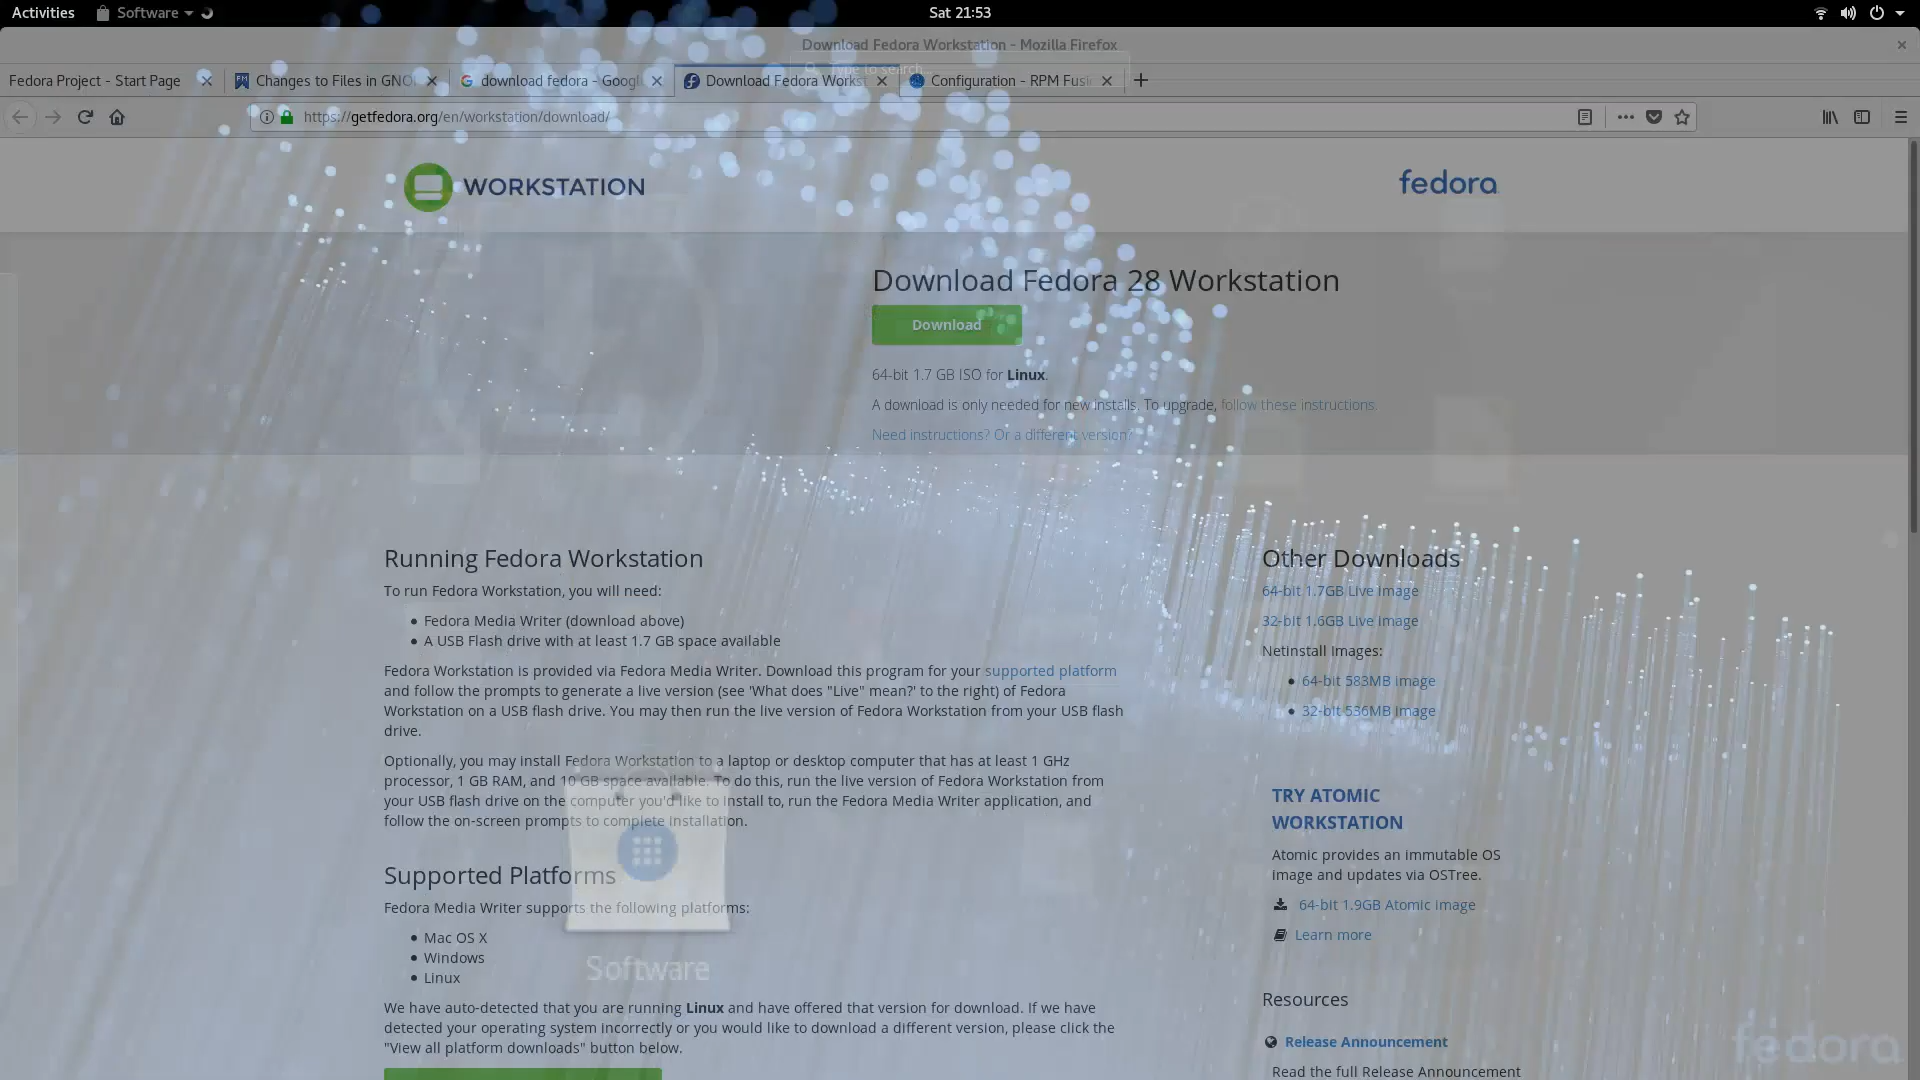 Activities
Software
Sat 21:53
Download Fedora Workstation - Mozilla Firefox
Type to search...
Fedora Project - Start Page
Changes to Files in GNO
download fedora - Googl
Download Fedora Workst
Configuration - RPM Fusi
https://getfedora.org/en/workstation/download/
WORKSTATION
fedora
Download Fedora 28 Workstation
Download
64-bit 1.7 GB ISO for Linux.
A download is only needed for new installs. To upgrade, follow these instructions.
Need instructions? Or a different version?
Running Fedora Workstation
To run Fedora Workstation, you will need:
Fedora Media Writer (download above)
A USB Flash drive with at least 1.7 GB space available
Fedora Workstation is provided via Fedora Media Writer. Download this program for your supported platform
and follow the prompts to generate a live version (see 'What does "Live" mean?' to the right) of Fedora
Workstation on a USB flash drive. You may then run the live version of Fedora Workstation from your USB flash
drive.
Optionally, you may install Fedora Workstation to a laptop or desktop computer that has at least 1 GHz
processor, 1 GB RAM, and 10 GB space available. To do this, run the live version of Fedora Workstation from
your USB flash drive on the computer you'd like to install to, run the Fedora Media Writer application, and
follow the on-screen prompts to complete installation.
Supported Platforms
Fedora Media Writer supports the following platforms:
Mac OS X
Windows
Linux
Software
We have auto-detected that you are running Linux and have offered that version for download. If we have
detected your operating system incorrectly or you would like to download a different version, please click the
"View all platform downloads" button below.
Other Downloads
64-bit 1.7GB Live image
32-bit 1.6GB Live image
Netinstall Images:
64-bit 583MB image
32-bit 536MB image
TRY ATOMIC
WORKSTATION
Atomic provides an immutable OS
image and updates via OSTree.
64-bit 1.9GB Atomic image
Learn more
Resources
Release Announcement
Read the full Release Announcement
fedora